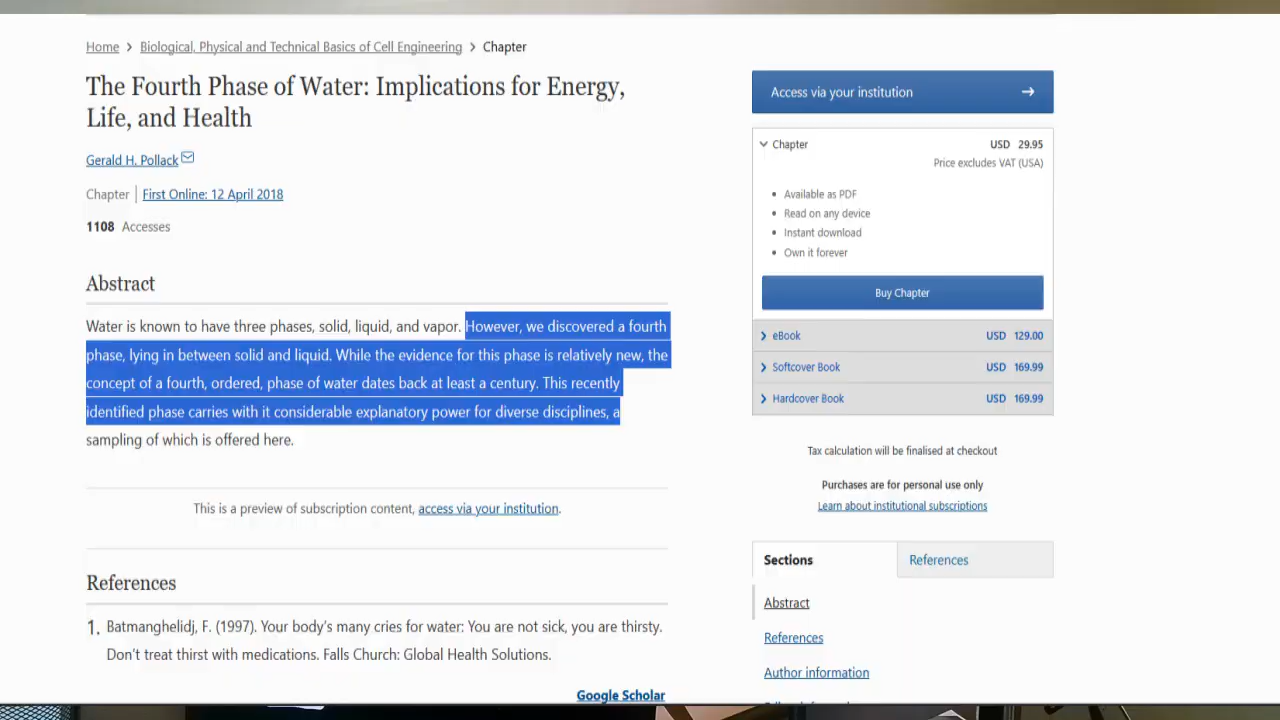 Home > Biological, Physical and Technical Basics of Cell Engineering > Chapter
The Fourth Phase of Water: Implications for Energy,
Life, and Health
Gerald H. Pollack
Chapter | First Online: 12 April 2018
1108 Accesses
Abstract
Water is known to have three phases, solid, liquid, and vapor. However, we discovered a fourth
phase, lying in between solid and liquid. While the evidence for this phase is relatively new, the
concept of a fourth, ordered, phase of water dates back at least a century. This recently
identified phase carries with it considerable explanatory power for diverse disciplines, a
sampling of which is offered here.
This is a preview of subscription content, access via your institution.
References
1. Batmanghelidj, F. (1997). Your body's many cries for water: You are not sick, you are thirsty.
Don't treat thirst with medications. Falls Church: Global Health Solutions.
Google Scholar
Access via your institution →
Chapter USD 29.95
Price excludes VAT (USA)
• Available as PDF
• Read on any device
• Instant download
• Own it forever
Buy Chapter
eBook USD 129.00
Softcover Book USD 169.99
Hardcover Book USD 169.99
Tax calculation will be finalised at checkout
Purchases are for personal use only
Learn about institutional subscriptions
Sections References
Abstract
References
Author information